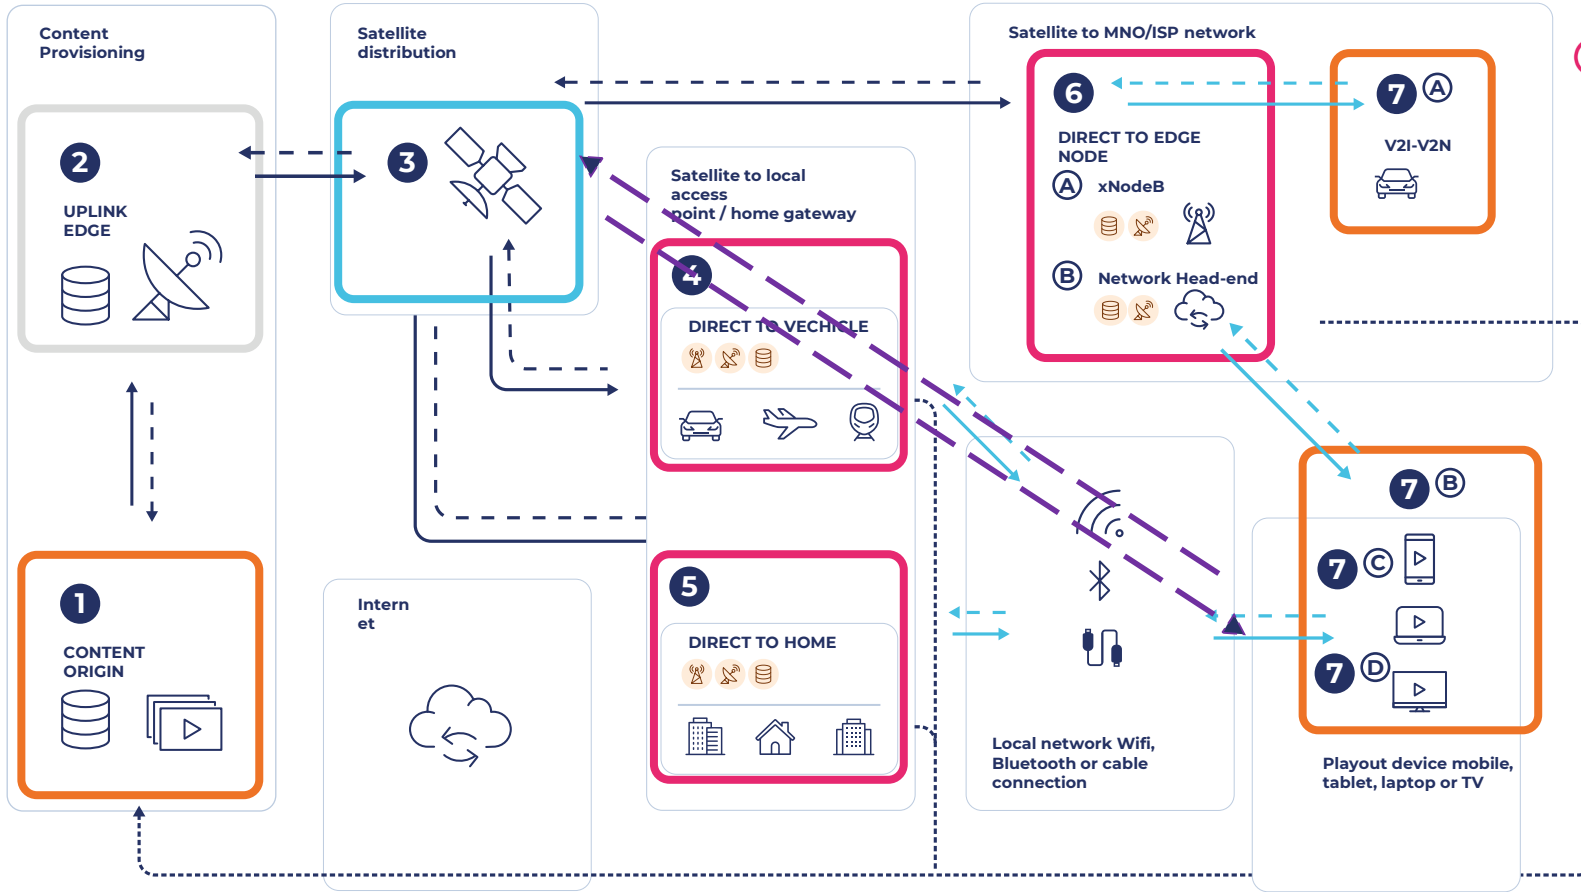 Content
Provisioning
2
UPLINK
EDGE
1
CONTENT
ORIGIN
Satellite
distribution
3
Intern
et
Satellite to local
access
point / home gateway
4
DIRECT TO VECHICLE
5
DIRECT TO HOME
Satellite to MNO/ISP network
6
DIRECT TO EDGE
NODE
A xNodeB
B Network Head-end
7 A
V2I-V2N
Local network Wifi,
Bluetooth or cable
connection
7 B
7 C
7 D
Playout device mobile,
tablet, laptop or TV